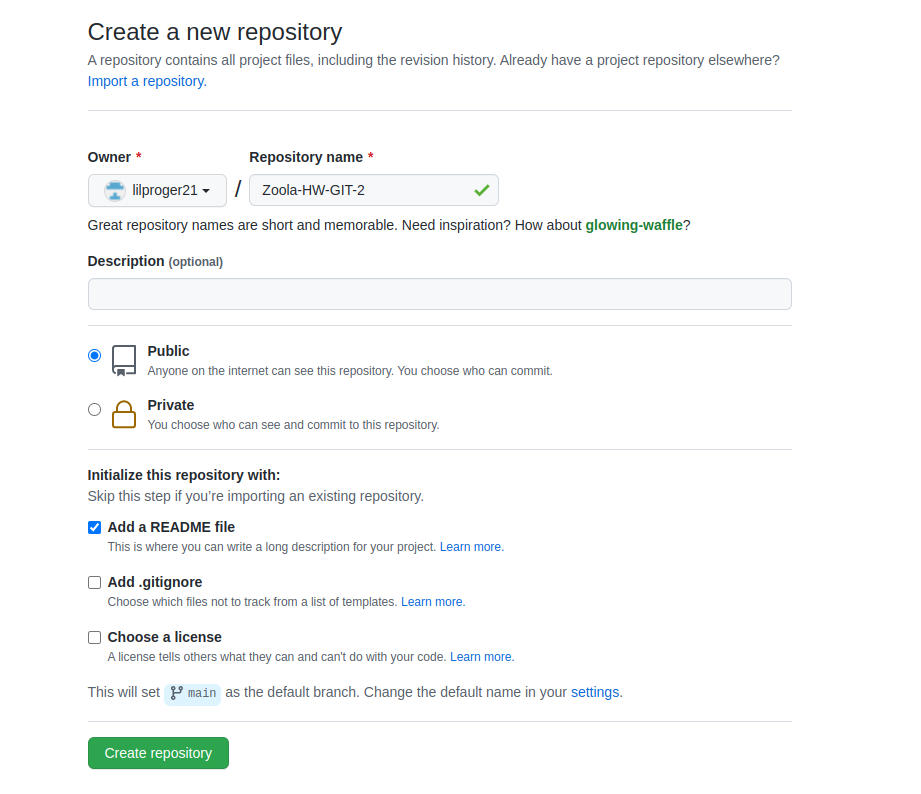 Create a new repository
A repository contains all project files, including the revision history. Already have a project repository elsewhere?
Import a repository.
Owner * Repository name *
lilproger21 / Zoola-HW-GIT-2
Great repository names are short and memorable. Need inspiration? How about glowing-waffle?
Description (optional)
Public
Anyone on the internet can see this repository. You choose who can commit.
Private
You choose who can see and commit to this repository.
Initialize this repository with:
Skip this step if you’re importing an existing repository.
Add a README file
This is where you can write a long description for your project. Learn more.
Add .gitignore
Choose which files not to track from a list of templates. Learn more.
Choose a license
A license tells others what they can and can't do with your code. Learn more.
This will set main as the default branch. Change the default name in your settings.
Create repository